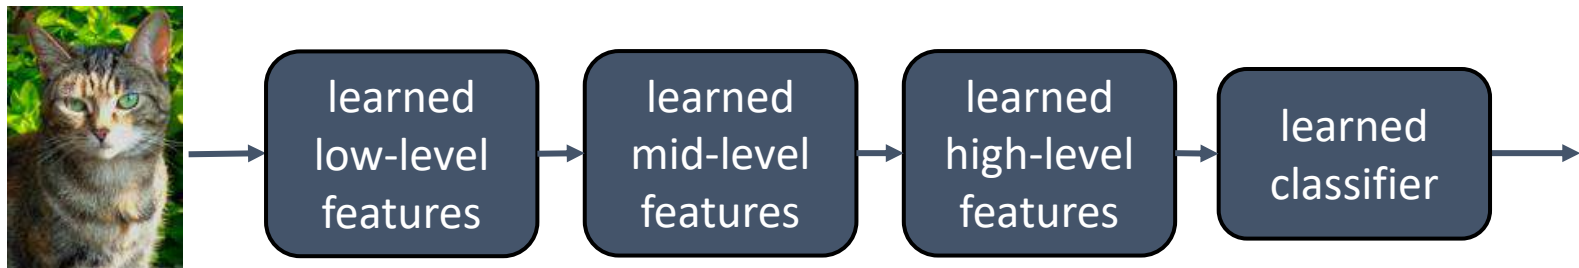 learned
low-level
features
learned
mid-level
features
learned
high-level
features
learned
classifier